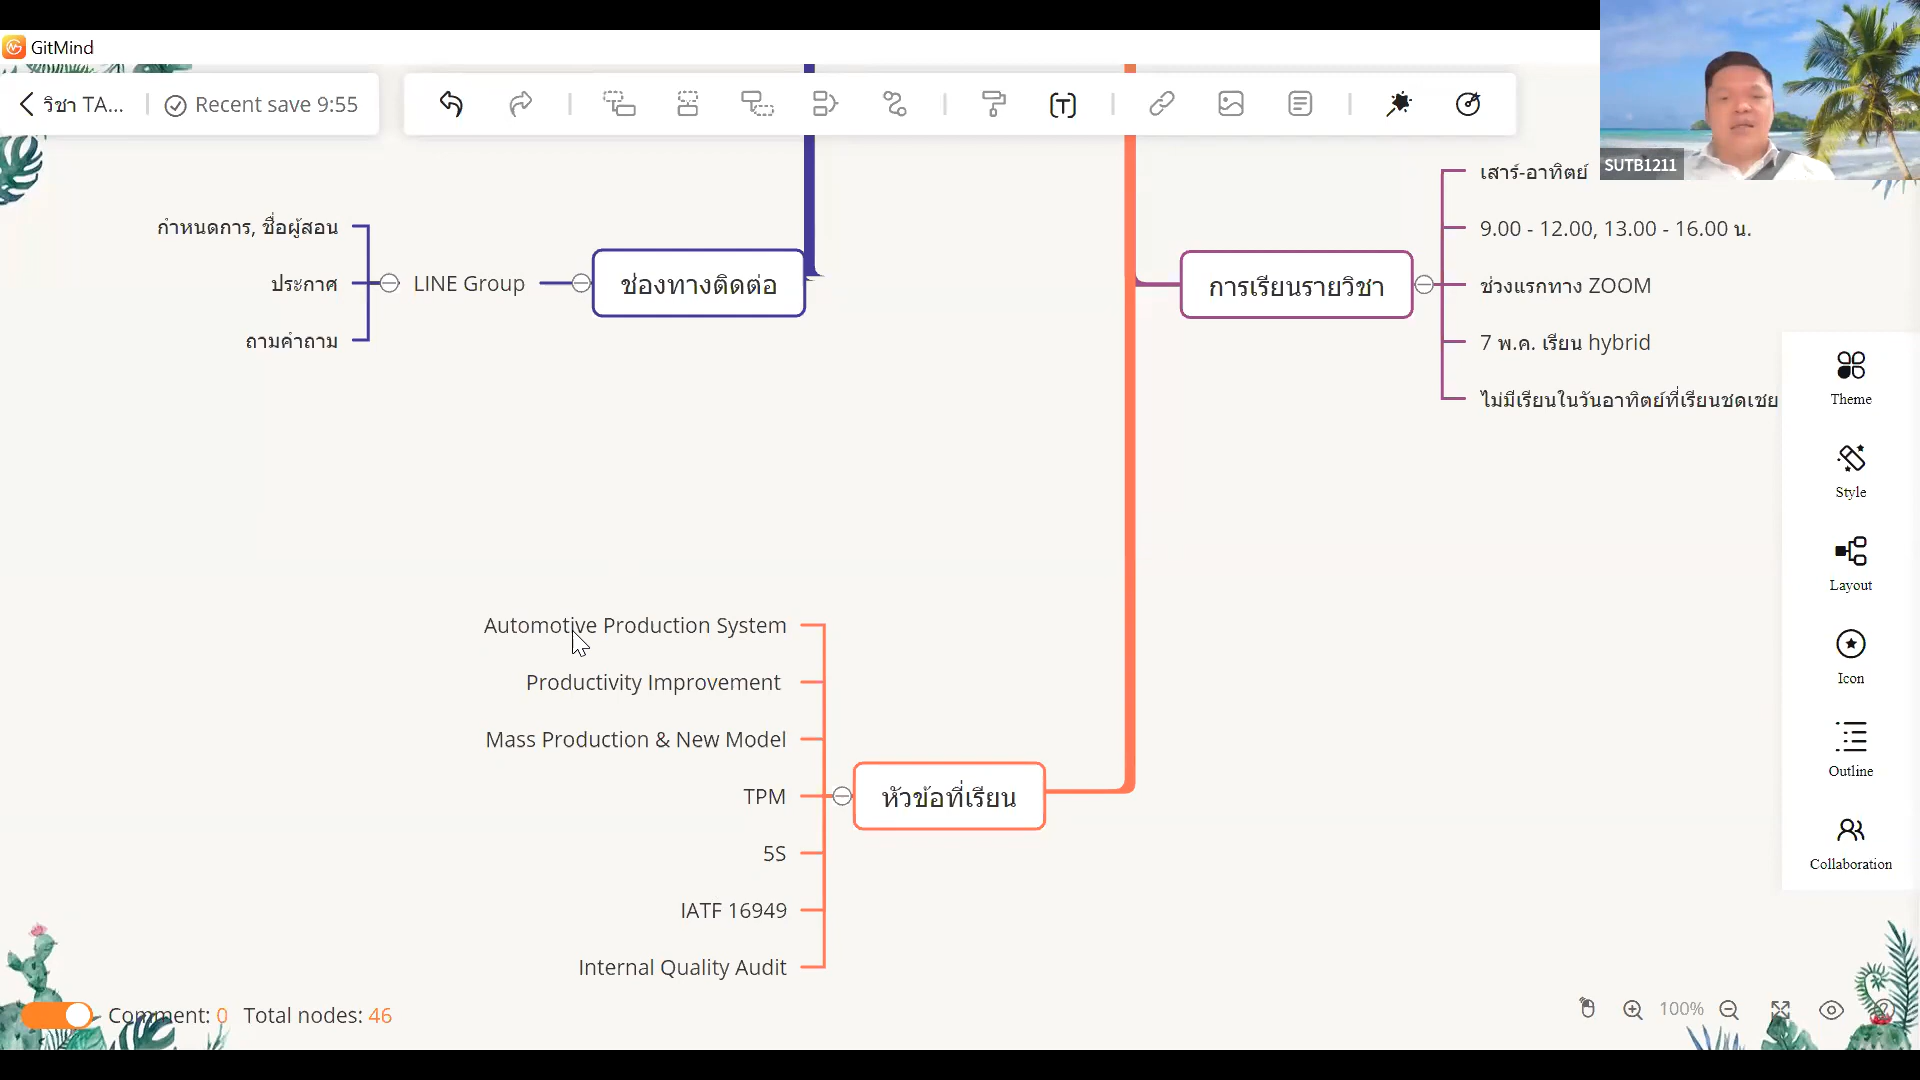 GitMind
วิชา TA...
Recent save 9:55
SUTB1211
กำหนดการ, ชื่อผู้สอน
ประกาศ
ถามคำถาม
LINE Group
ช่องทางติดต่อ
การเรียนรายวิชา
เสาร์-อาทิตย์
9.00 - 12.00, 13.00 - 16.00 น.
ช่วงแรกทาง ZOOM
7 พ.ค. เรียน hybrid
ไม่มีเรียนในวันอาทิตย์ที่เรียนชดเชย
Theme
Style
Layout
Icon
Outline
Collaboration
Automotive Production System
Productivity Improvement
Mass Production & New Model
TPM
5S
IATF 16949
Internal Quality Audit
หัวข้อที่เรียน
Comment: 0
Total nodes: 46
100%